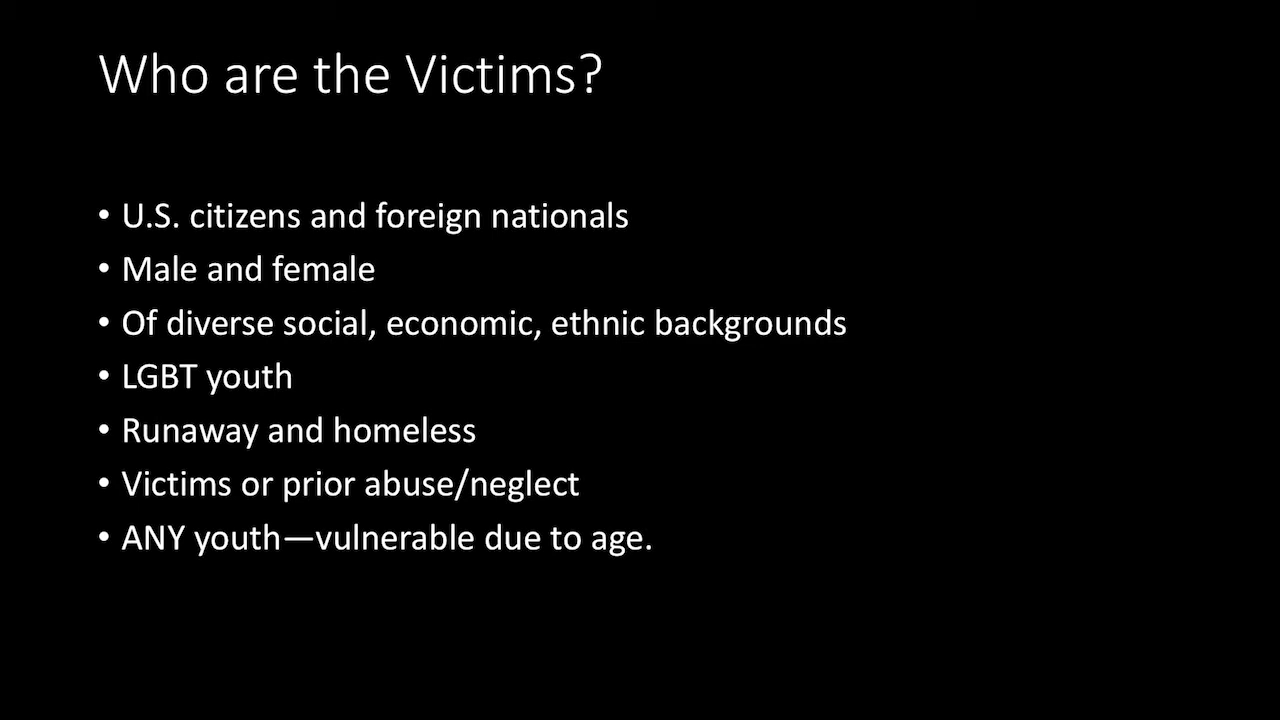 Who are the Victims?
• U.S. citizens and foreign nationals
• Male and female
• Of diverse social, economic, ethnic backgrounds
• LGBT youth
• Runaway and homeless
• Victims or prior abuse/neglect
• ANY youth—vulnerable due to age.